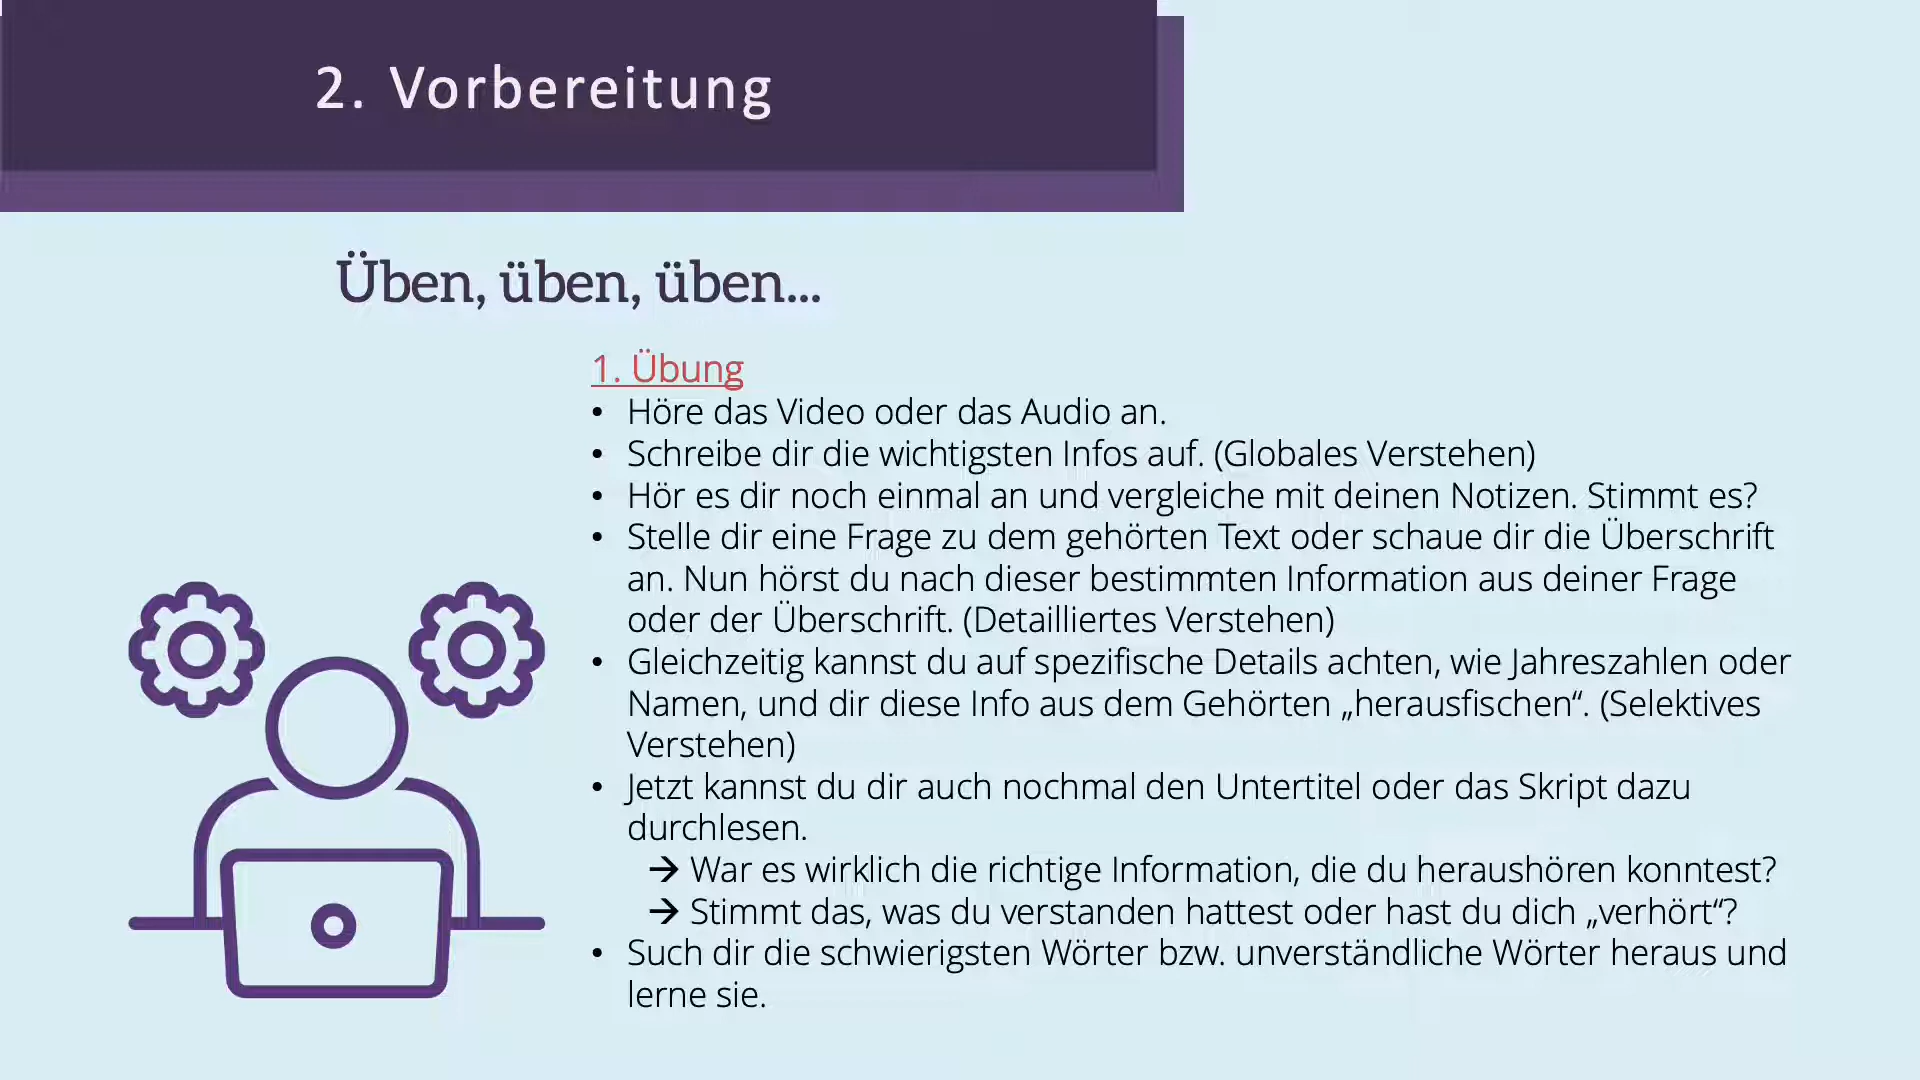 2. Vorbereitung
Üben, üben, üben...
1. Übung
• Höre das Video oder das Audio an.
• Schreibe dir die wichtigsten Infos auf. (Globales Verstehen)
• Hör es dir noch einmal an und vergleiche mit deinen Notizen. Stimmt es?
• Stelle dir eine Frage zu dem gehörten Text oder schaue dir die Überschrift
an. Nun hörst du nach dieser bestimmten Information aus deiner Frage
oder der Überschrift. (Detailliertes Verstehen)
• Gleichzeitig kannst du auf spezifische Details achten, wie Jahreszahlen oder
Namen, und dir diese Info aus dem Gehörten „herausfischen“. (Selektives
Verstehen)
• Jetzt kannst du dir auch nochmal den Untertitel oder das Skript dazu
durchlesen.
→ War es wirklich die richtige Information, die du heraushören konntest?
→ Stimmt das, was du verstanden hattest oder hast du dich „verhört“?
• Such dir die schwierigsten Wörter bzw. unverständliche Wörter heraus und
lerne sie.